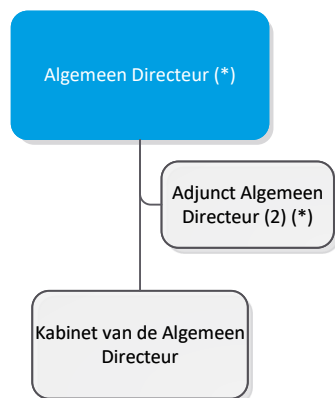 Algemeen Directeur (*)
Adjunct Algemeen
Directeur (2) (*)
Kabinet van de Algemeen
Directeur